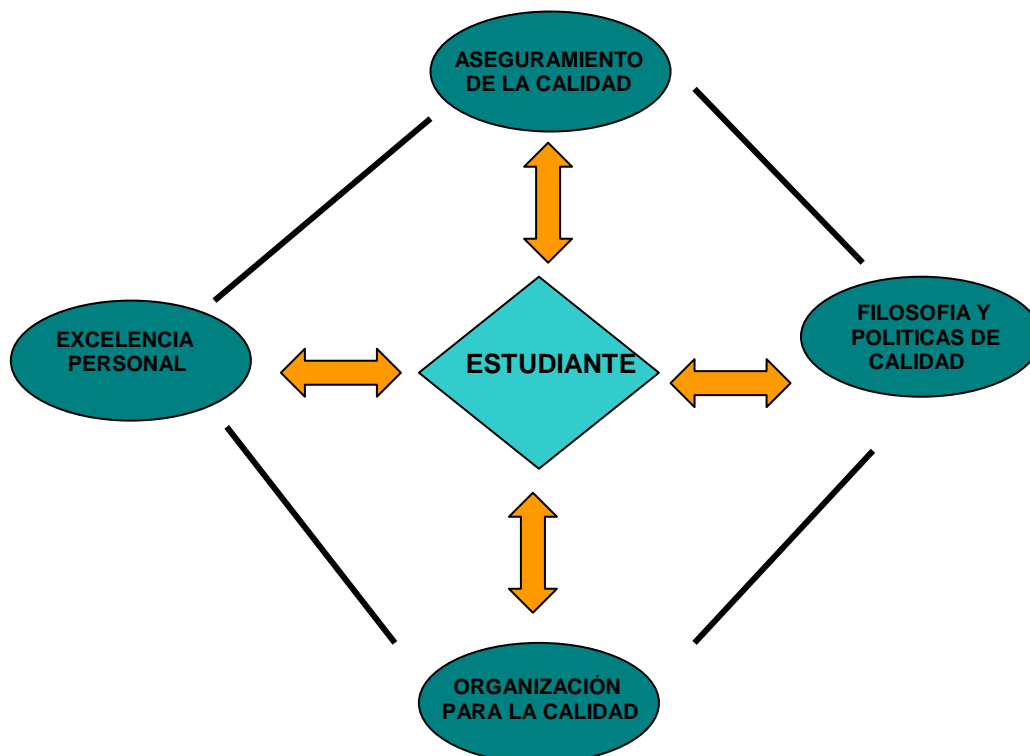 ASEGURAMIENTO
DE LA CALIDAD
EXCELENCIA
PERSONAL
ESTUDIANTE
FILOSOFIA Y
POLITICAS DE
CALIDAD
ORGANIZACIÓN
PARA LA CALIDAD